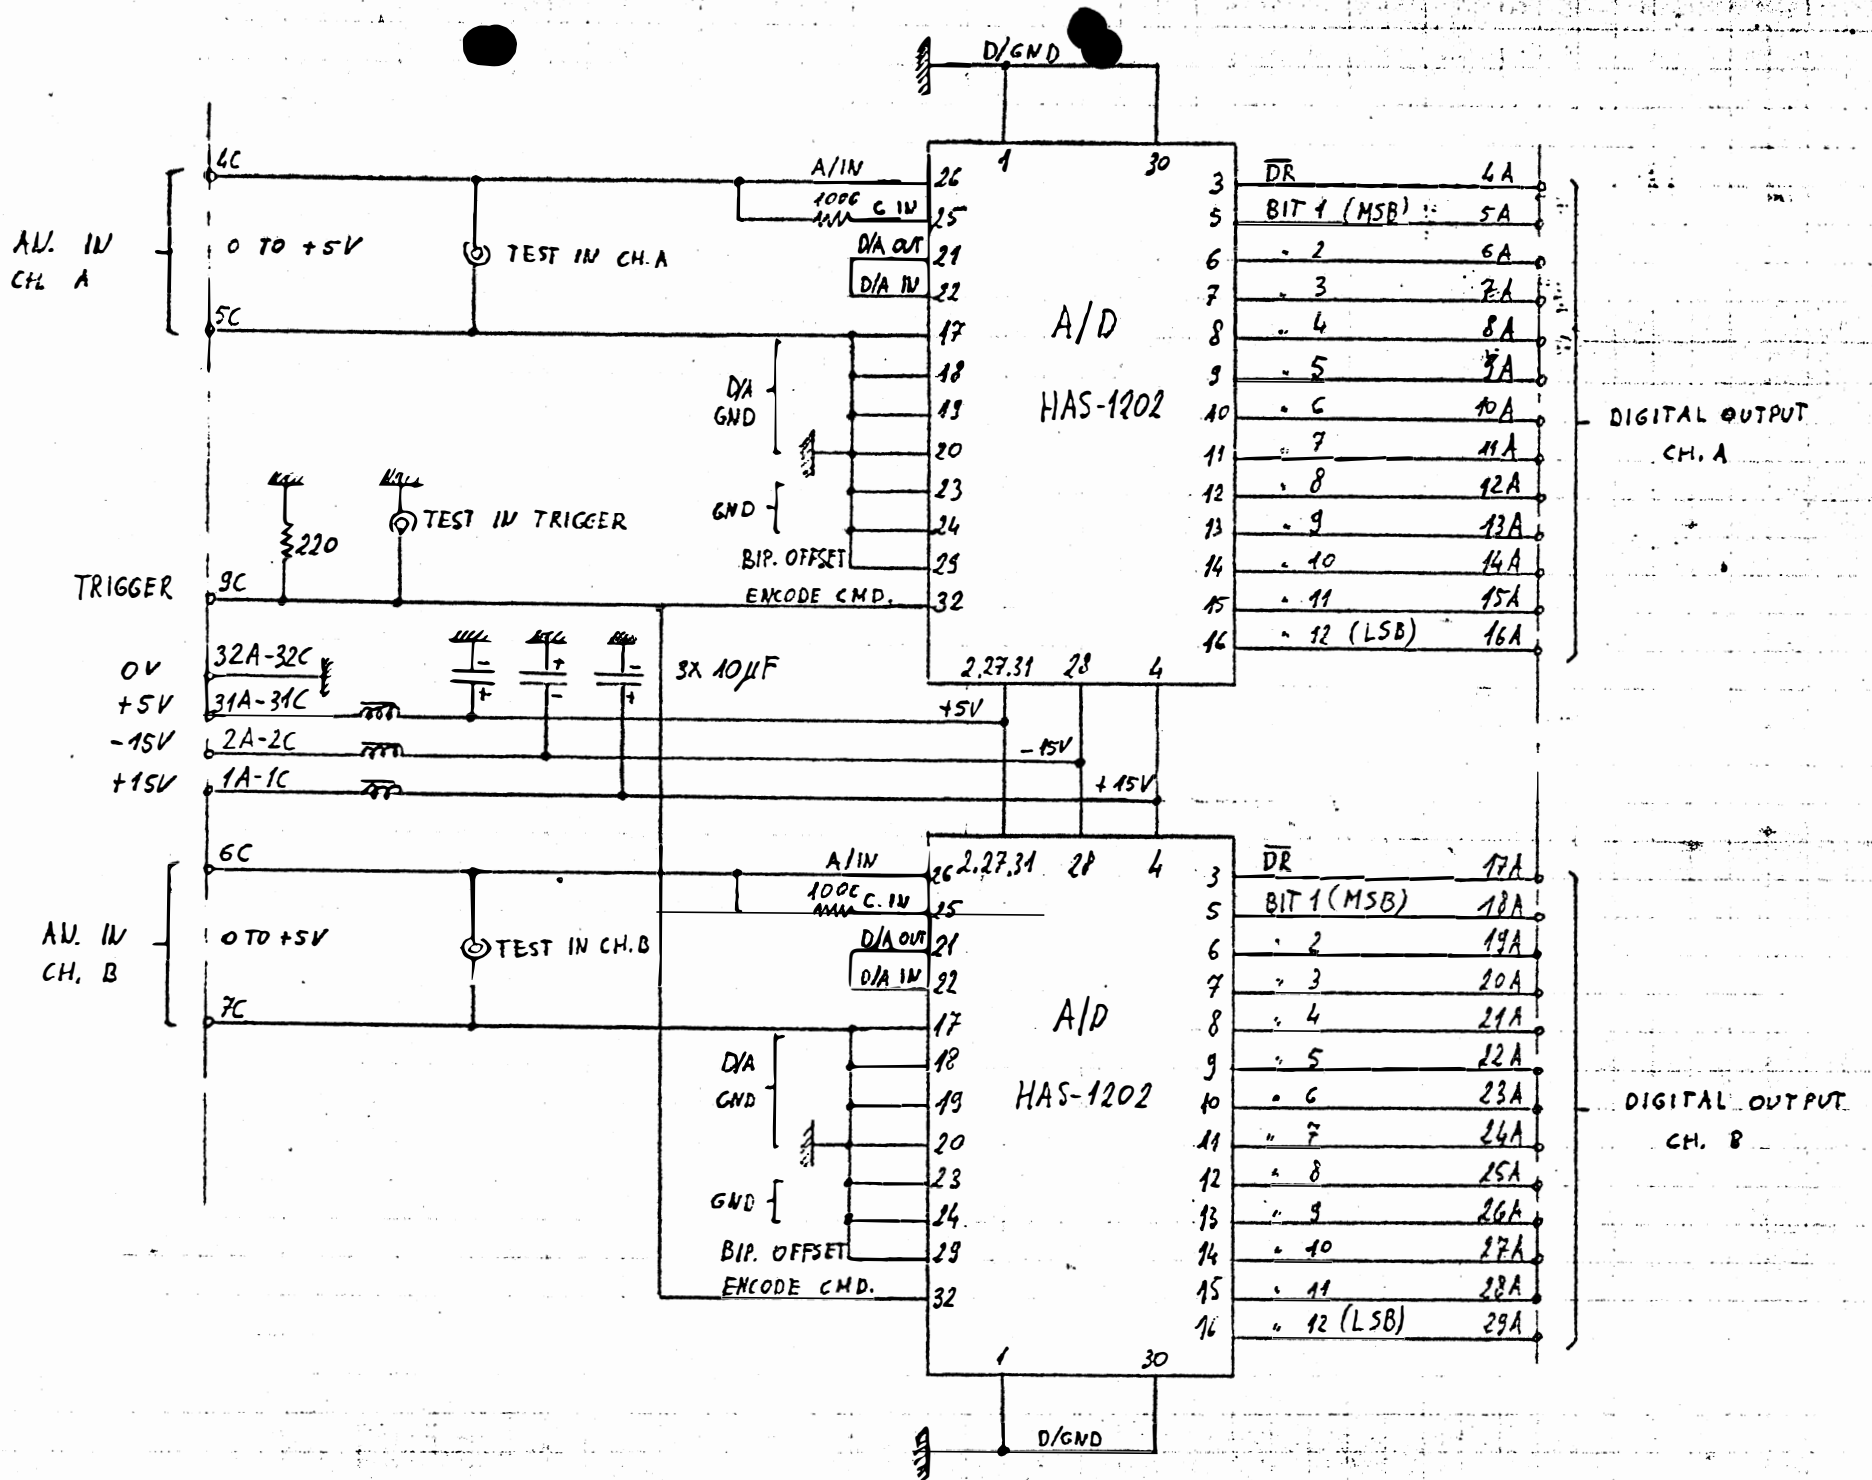 D/GND
1 30
AN. IN
CH. A
4C
0 TO +5V
5C
TEST IN CH.A
A/IN 26
C IN 25
D/A OUT 21
D/A IN 22
17
18
19
20
D/A
GND
23
24
GND
BIP. OFFSET 29
ENCODE CMD. 32
A/D
HAS-1202
2,27,31 28 4
3 DR 4A
5 BIT 1 (MSB) 5A
6 " 2 6A
7 " 3 7A
8 " 4 8A
9 " 5 9A
10 " 6 10A
11 " 7 11A
12 " 8 12A
13 " 9 13A
14 " 10 14A
15 " 11 15A
16 " 12 (LSB) 16A
DIGITAL OUTPUT
CH. A
220
TEST IN TRIGGER
TRIGGER 9C
0V 32A-32C
+5V 31A-31C
-15V 2A-2C
+15V 1A-1C
- + -
+ - +
3X 10µF
+5V
-15V
+15V
AN. IN
CH. B
6C
0 TO +5V
7C
TEST IN CH.B
A/IN 26
C. IN 25
D/A OUT 21
D/A IN 22
17
18
19
20
D/A
GND
23
24
GND
BIP. OFFSET 29
ENCODE CMD. 32
2,27,31 28 4
A/D
HAS-1202
3 DR 17A
5 BIT 1 (MSB) 18A
6 " 2 19A
7 " 3 20A
8 " 4 21A
9 " 5 22A
10 " 6 23A
11 " 7 24A
12 " 8 25A
13 " 9 26A
14 " 10 27A
15 " 11 28A
16 " 12 (LSB) 29A
DIGITAL OUTPUT
CH. B
1 30
D/GND